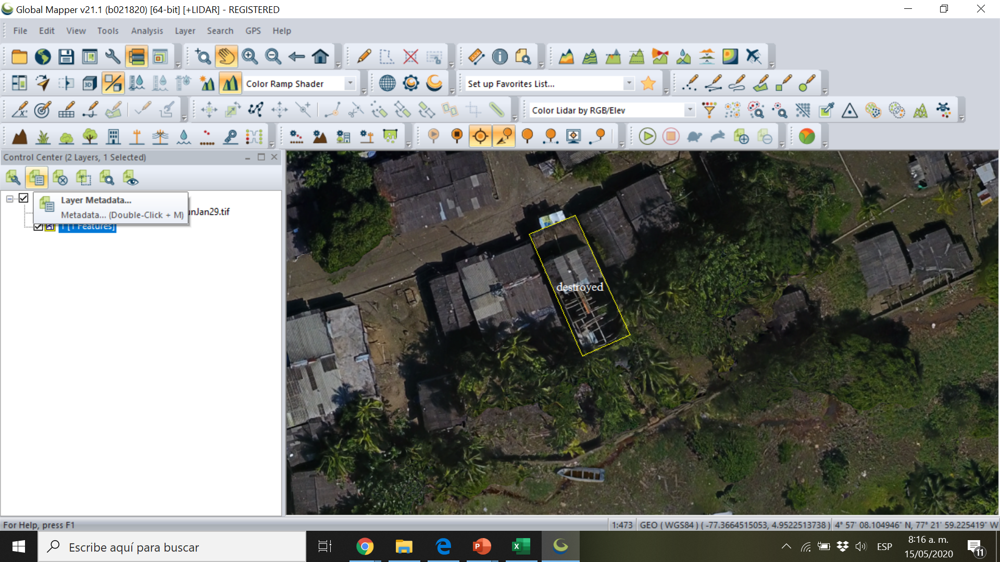 Global Mapper v21.1 (b021820) [64-bit] [+LIDAR] - REGISTERED
File Edit View Tools Analysis Layer Search GPS Help
Color Ramp Shader
Set up Favorites List...
Color Lidar by RGB/Elev
Control Center (2 Layers, 1 Selected)
Layer Metadata...
Metadata... (Double-Click + M)
unJan29.tif
1 [1 Features]
destroyed
For Help, press F1
1:473
GEO ( WGS84 ) ( -77.3664515053, 4.9522513738 )
4° 57' 08.104946" N, 77° 21' 59.225419" W
Escribe aquí para buscar
ESP
8:16 a. m.
15/05/2020
11